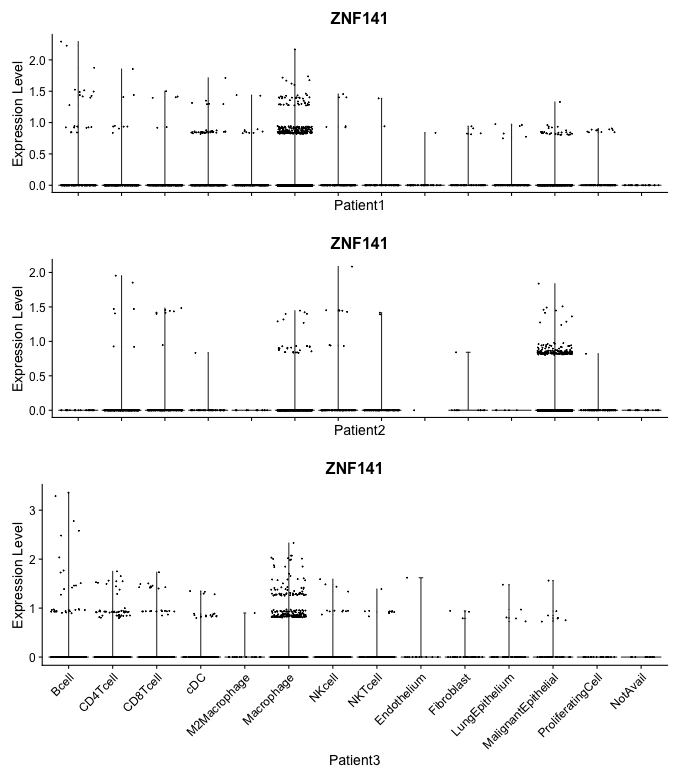 ZNF141
Expression Level
2.0
1.5
1.0
0.5
0.0
Patient1
ZNF141
Expression Level
2.0
1.5
1.0
0.5
0.0
Patient2
ZNF141
Expression Level
3
2
1
0
Bcell
CD4Tcell
CD8Tcell
cDC
M2Macrophage
Macrophage
NKcell
NKTcell
Endothelium
Fibroblast
LungEpithelium
MalignantEpithelial
ProliferatingCell
NotAvail
Patient3